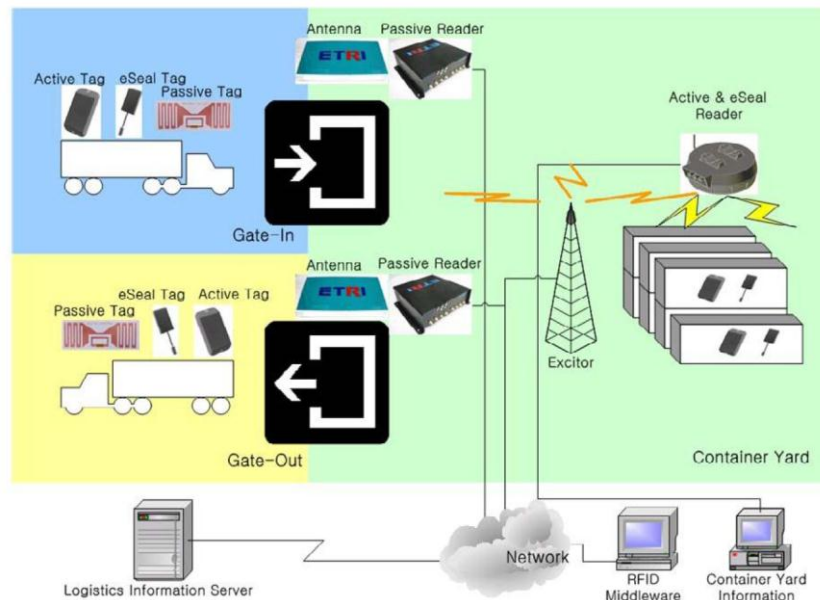 Antenna
Passive Reader
ETRI
ETRI
Active Tag
eSeal Tag
Passive Tag
Active & eSeal
Reader
Gate-In
Antenna
Passive Reader
ETRI
ETRI
eSeal Tag
Active Tag
Passive Tag
Excitor
Gate-Out
Container Yard
Network
Logistics Information Server
RFID
Middleware
Container Yard
Information